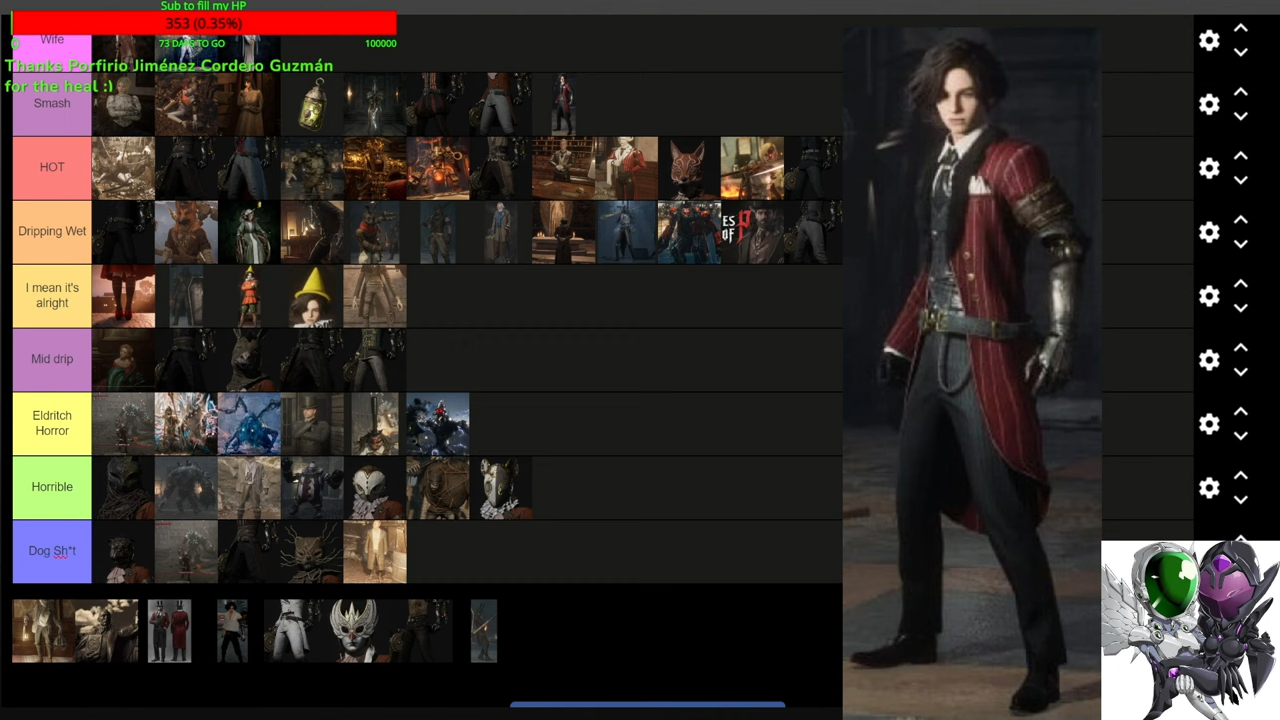 Sub to fill my HP
353 (0.35%)
0
73 DAYS TO GO
100000
Thanks Porfirio Jiménez Cordero Guzmán
for the heal :)
Wife
Smash
HOT
Dripping Wet
ES
OF P
I mean it's
alright
Mid drip
Eldritch
Horror
Horrible
Dog Sh*t